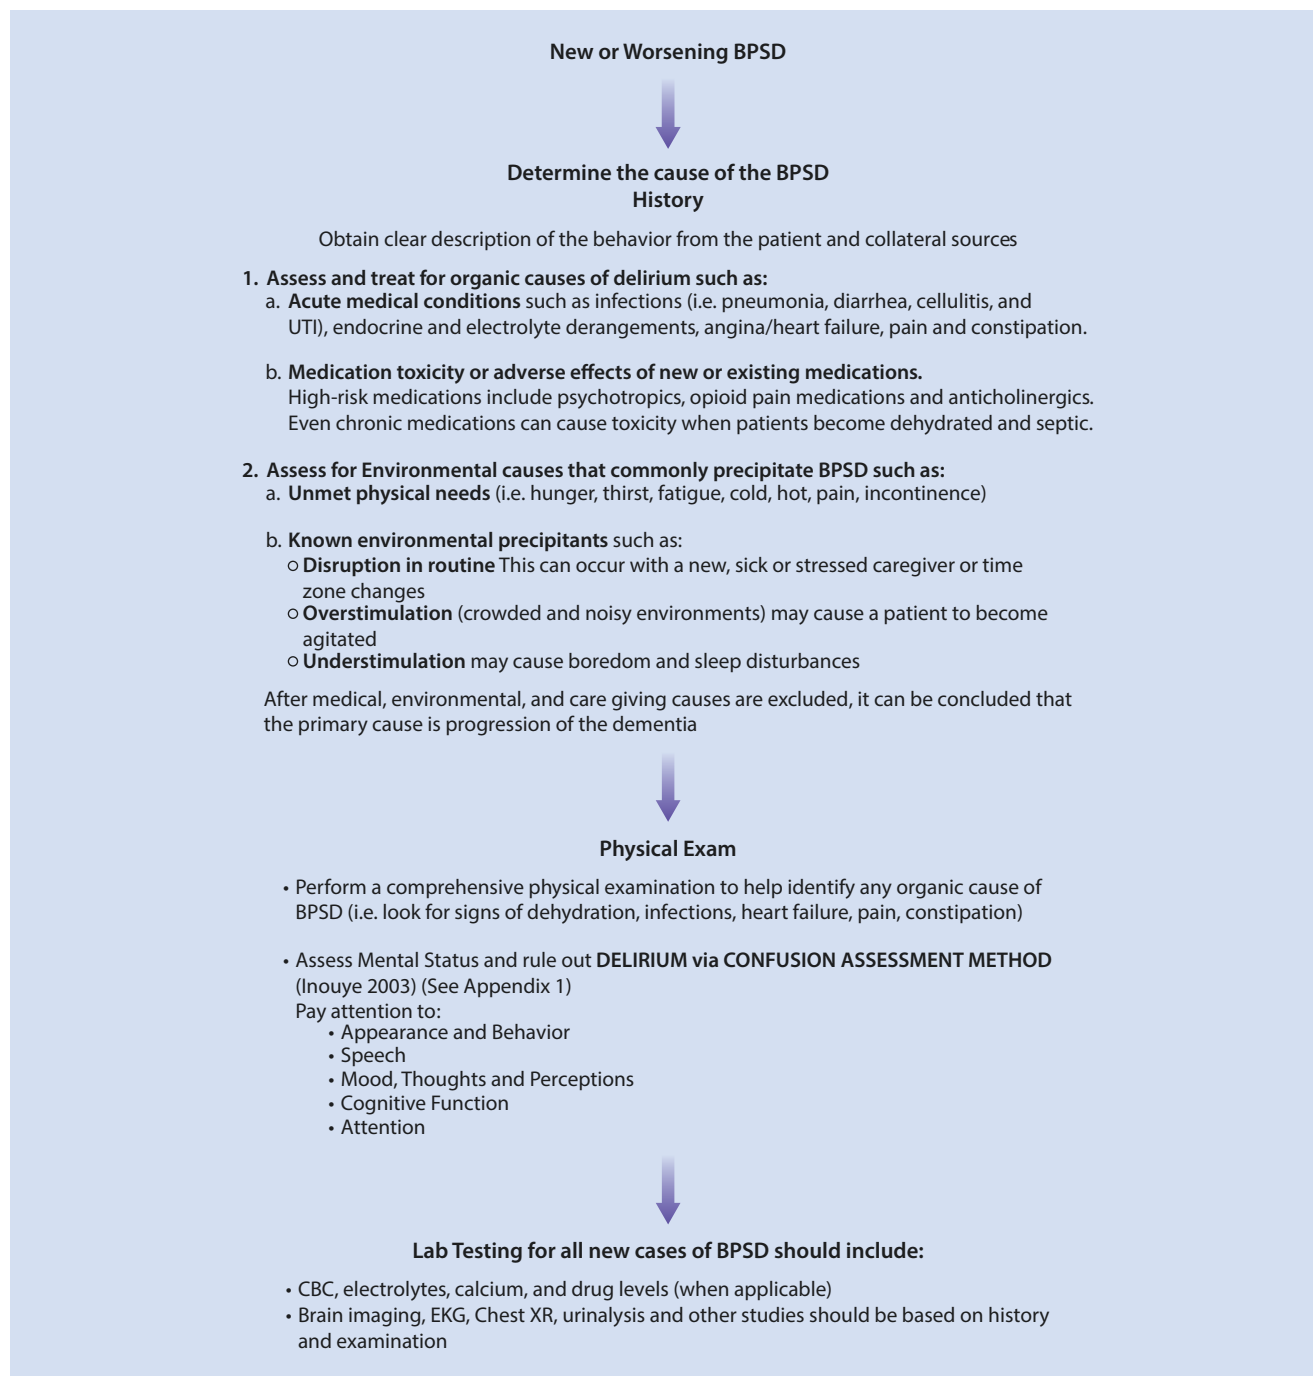 New or Worsening BPSD
Determine the cause of the BPSD
History
Obtain clear description of the behavior from the patient and collateral sources
1. Assess and treat for organic causes of delirium such as:
a. Acute medical conditions such as infections (i.e. pneumonia, diarrhea, cellulitis, and
UTI), endocrine and electrolyte derangements, angina/heart failure, pain and constipation.
b. Medication toxicity or adverse effects of new or existing medications.
High-risk medications include psychotropics, opioid pain medications and anticholinergics.
Even chronic medications can cause toxicity when patients become dehydrated and septic.
2. Assess for Environmental causes that commonly precipitate BPSD such as:
a. Unmet physical needs (i.e. hunger, thirst, fatigue, cold, hot, pain, incontinence)
b. Known environmental precipitants such as:
○ Disruption in routine This can occur with a new, sick or stressed caregiver or time
zone changes
○ Overstimulation (crowded and noisy environments) may cause a patient to become
agitated
○ Understimulation may cause boredom and sleep disturbances
After medical, environmental, and care giving causes are excluded, it can be concluded that
the primary cause is progression of the dementia
Physical Exam
• Perform a comprehensive physical examination to help identify any organic cause of
BPSD (i.e. look for signs of dehydration, infections, heart failure, pain, constipation)
• Assess Mental Status and rule out DELIRIUM via CONFUSION ASSESSMENT METHOD
(Inouye 2003) (See Appendix 1)
Pay attention to:
• Appearance and Behavior
• Speech
• Mood, Thoughts and Perceptions
• Cognitive Function
• Attention
Lab Testing for all new cases of BPSD should include:
• CBC, electrolytes, calcium, and drug levels (when applicable)
• Brain imaging, EKG, Chest XR, urinalysis and other studies should be based on history
and examination